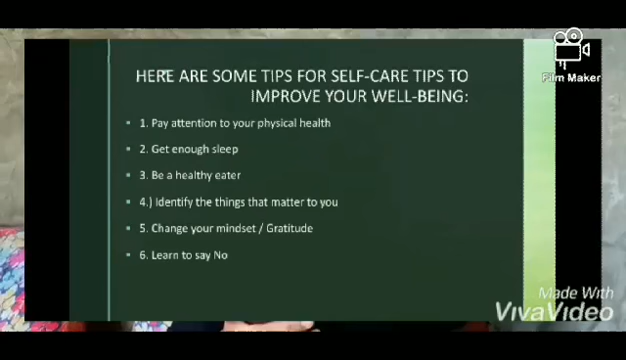 HERE ARE SOME TIPS FOR SELF-CARE TIPS TO
IMPROVE YOUR WELL-BEING:
1. Pay attention to your physical health
2. Get enough sleep
3. Be a healthy eater
4.) Identify the things that matter to you
5. Change your mindset / Gratitude
6. Learn to say No
Film Maker
Made With
VivaVideo